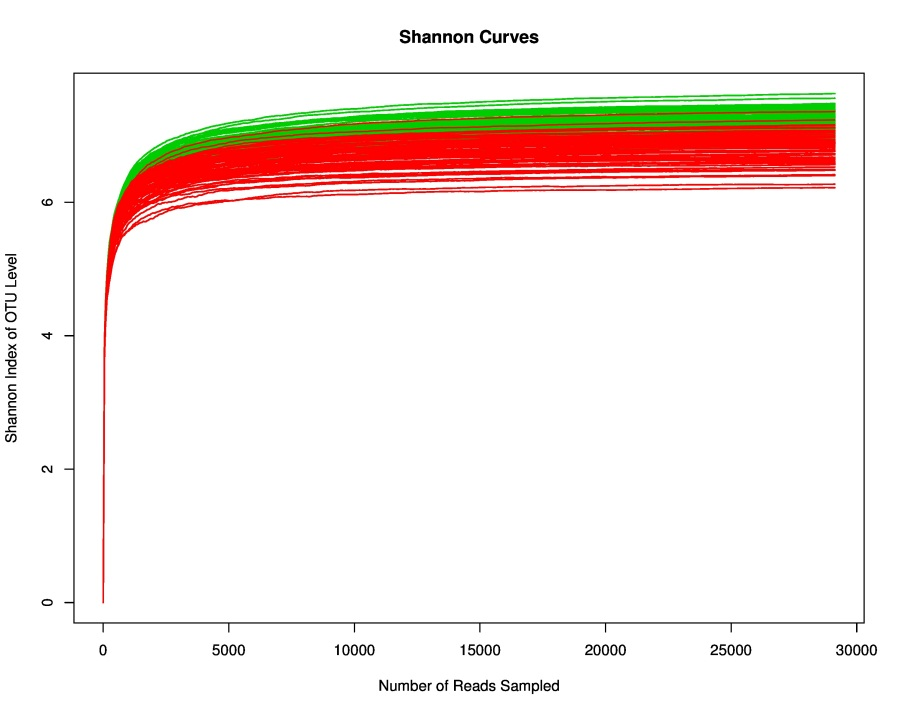 Shannon Curves
Shannon Index of OTU Level
6
4
2
0
0 5000 10000 15000 20000 25000 30000
Number of Reads Sampled